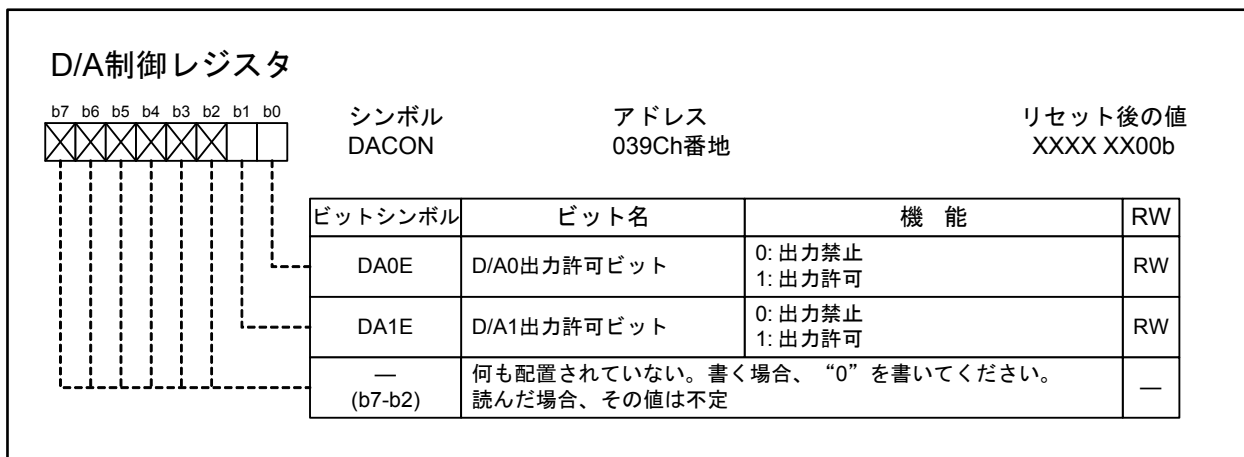 D/A制御レジスタ
b7 b6 b5 b4 b3 b2 b1 b0
シンボル アドレス リセット後の値
DACON 039Ch番地 XXXX XX00b
ビットシンボル ビット名 機 能 RW
DA0E D/A0出力許可ビット 0: 出力禁止 RW
1: 出力許可
DA1E D/A1出力許可ビット 0: 出力禁止 RW
1: 出力許可
— 何も配置されていない。書く場合、“0”を書いてください。 —
(b7-b2) 読んだ場合、その値は不定